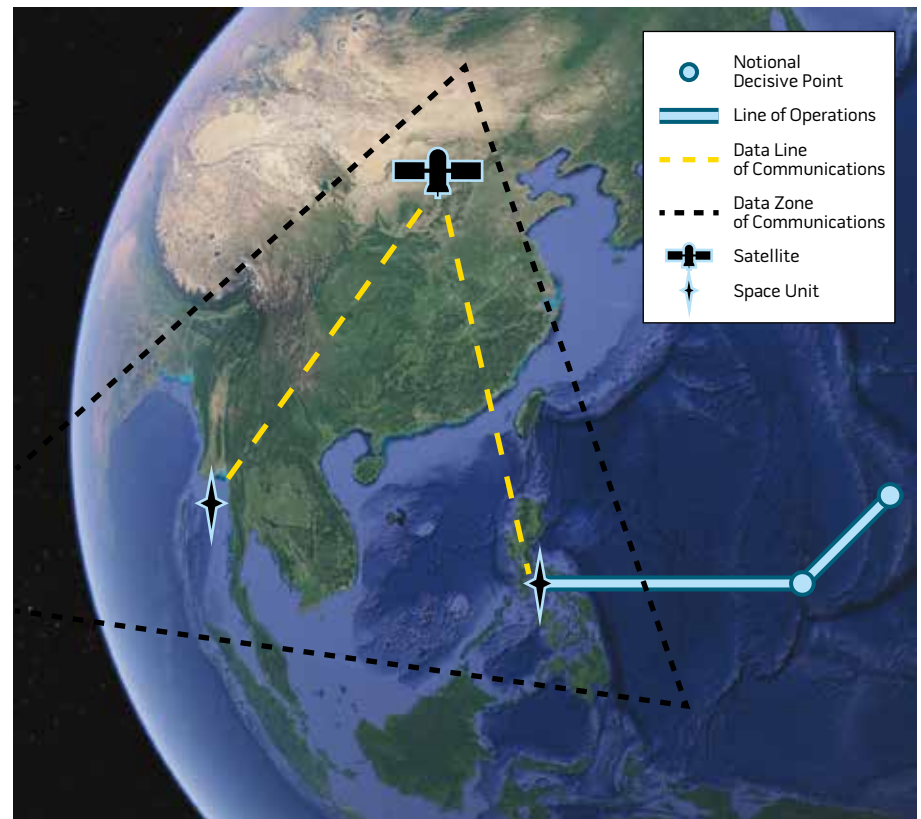 Notional
Decisive Point
Line of Operations
Data Line
of Communications
Data Zone
of Communications
Satellite
Space Unit